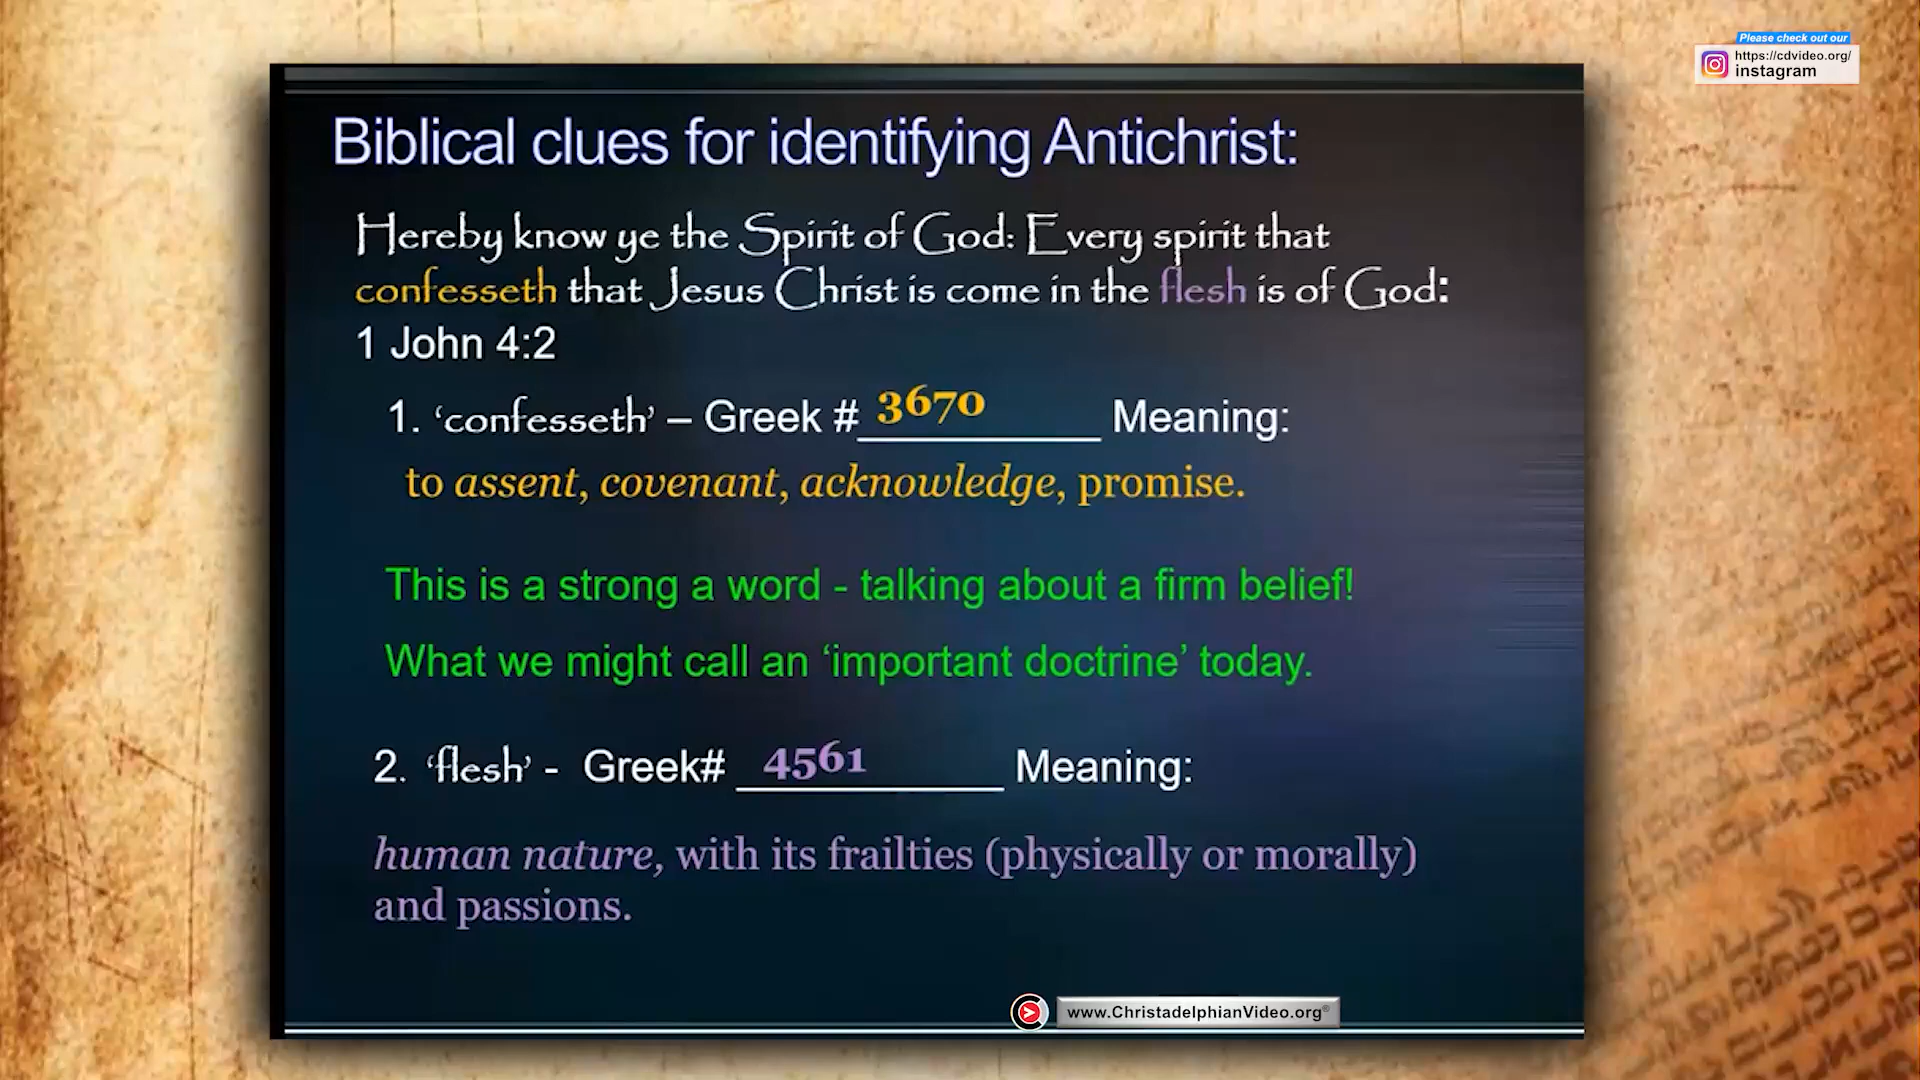 Please check out our
https://cdvideo.org/
instagram
Biblical clues for identifying Antichrist:
Hereby know ye the Spirit of God: Every spirit that
confesseth that Jesus Christ is come in the flesh is of God:
1 John 4:2
1. ‘confesseth’ – Greek # 3670 Meaning:
to assent, covenant, acknowledge, promise.
This is a strong a word - talking about a firm belief!
What we might call an ‘important doctrine’ today.
2. ‘flesh’ - Greek# 4561 Meaning:
human nature, with its frailties (physically or morally)
and passions.
www.ChristadelphianVideo.org®